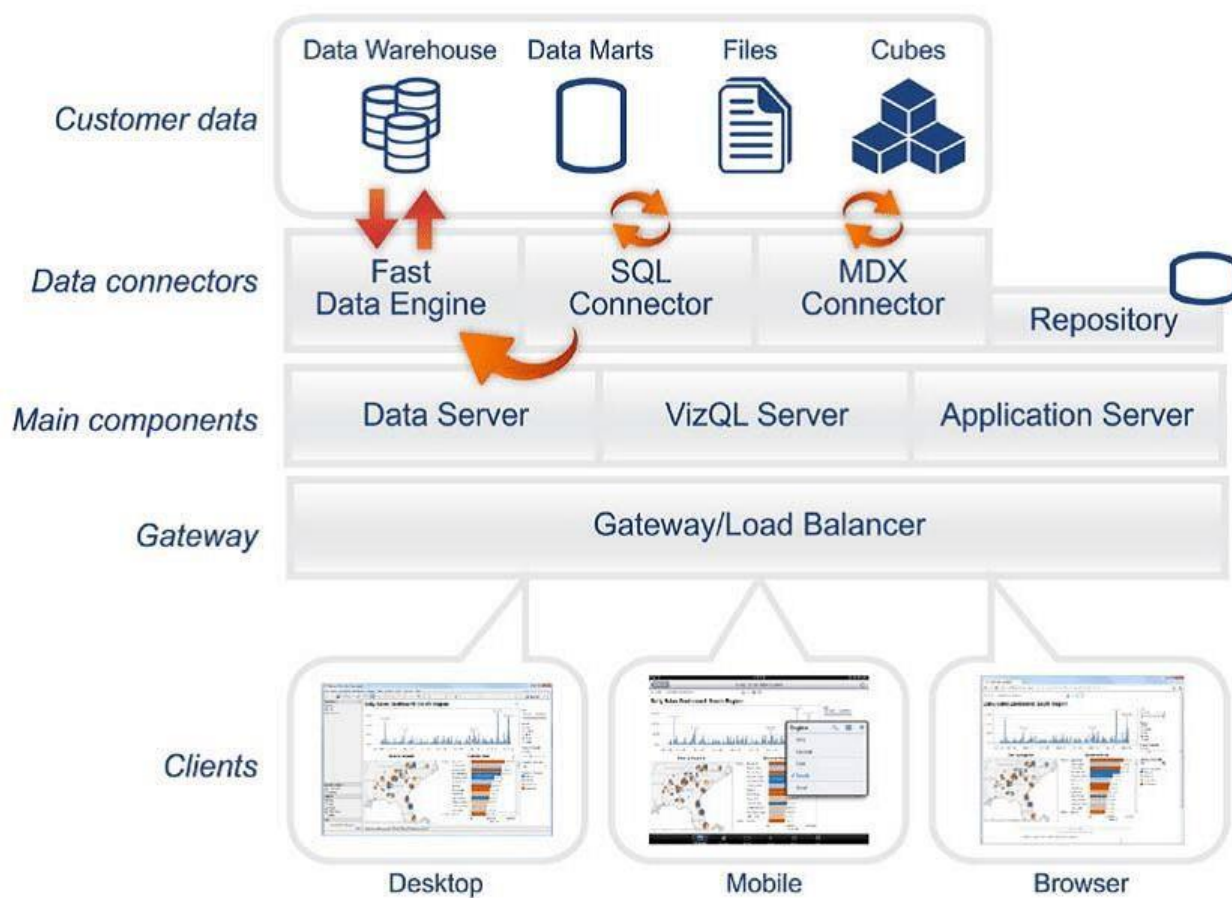 Data Warehouse
Data Marts
Files
Cubes
Customer data
Data connectors
Fast
Data Engine
SQL
Connector
MDX
Connector
Repository
Main components
Data Server
VizQL Server
Application Server
Gateway
Gateway/Load Balancer
Clients
Desktop
Mobile
Browser